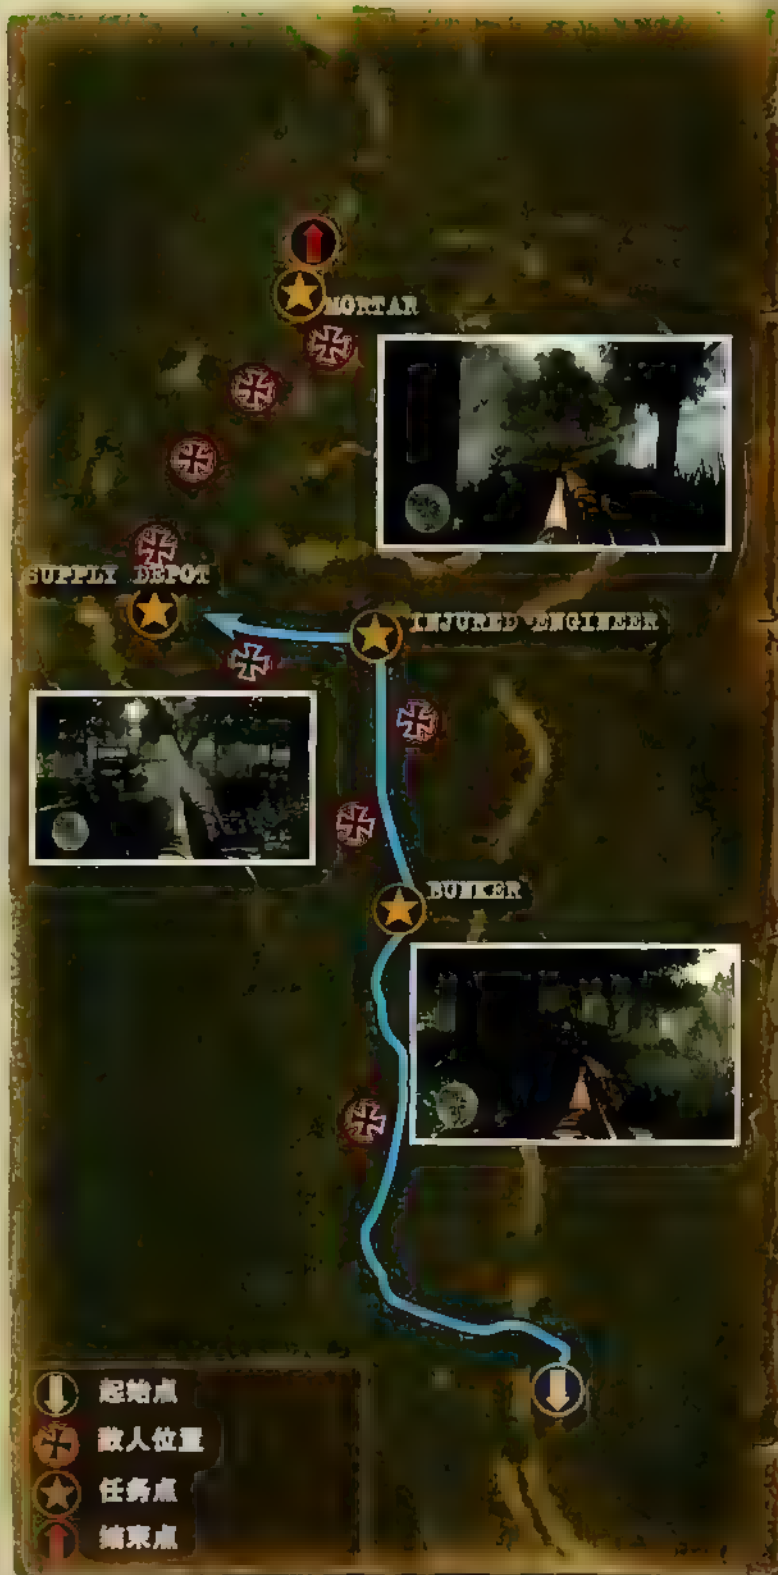 MORTAR
SUPPLY DEPOT
INJURED ENGINEER
BUNKER
起始点
敌人位置
任务点
结束点